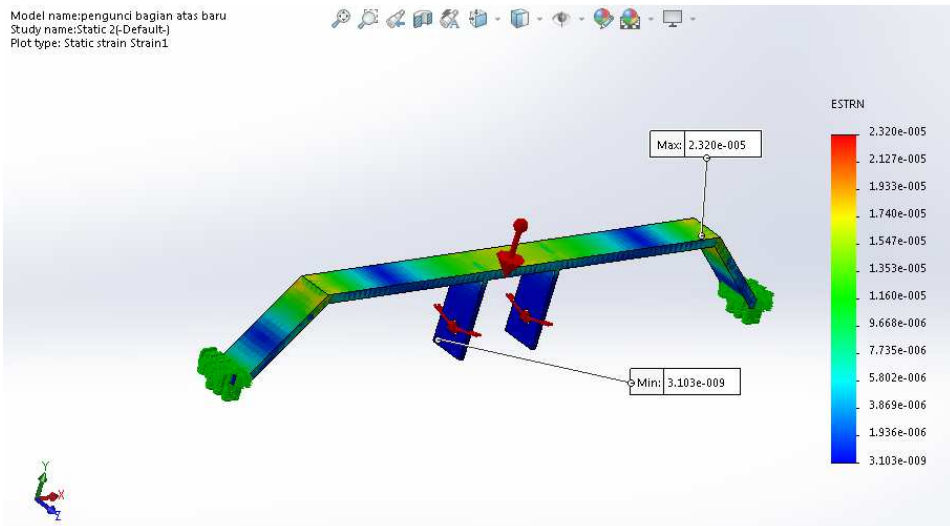 Model name:pengunci bagian atas baru
Study name:Static 2(-Default-)
Plot type: Static strain Strain1
ESTRN
2.320e-005
2.127e-005
1.933e-005
1.740e-005
1.547e-005
1.353e-005
1.160e-005
9.668e-006
7.735e-006
5.802e-006
3.869e-006
1.936e-006
3.103e-009
Max: 2.320e-005
Min: 3.103e-009
Y
X
Z